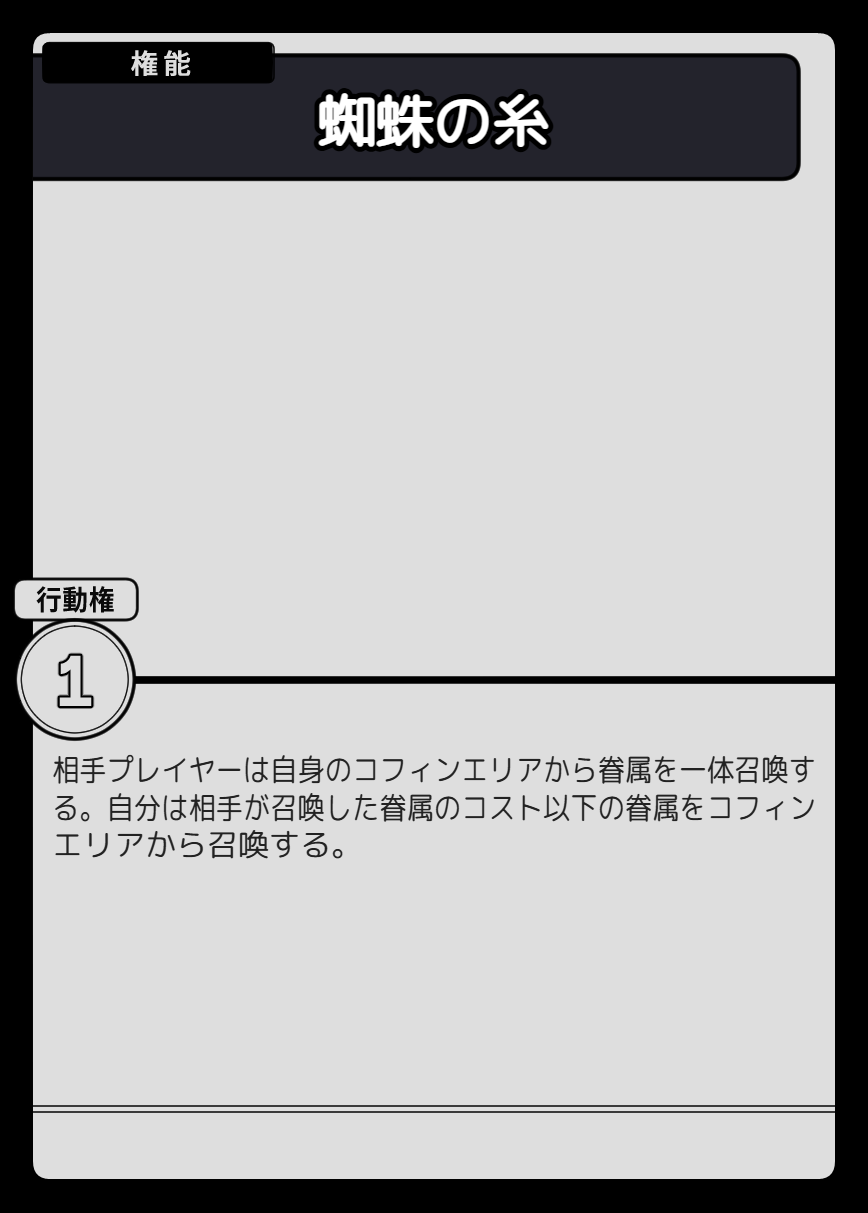 権能
蜘蛛の糸
行動権
1
相手プレイヤーは自身のコフィンエリアから眷属を一体召喚す
る。自分は相手が召喚した眷属のコスト以下の眷属をコフィン
エリアから召喚する。